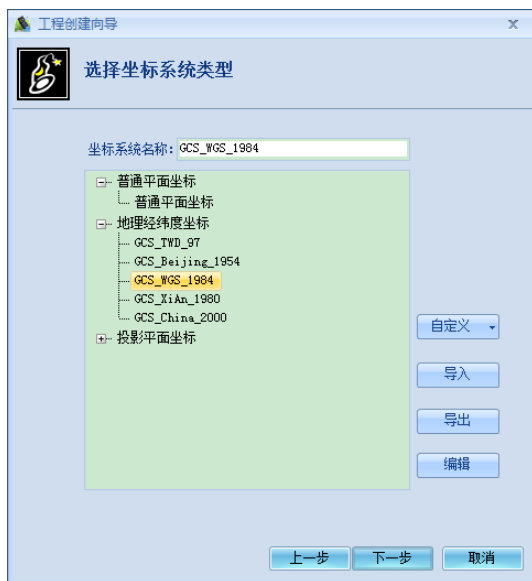 工程创建向导
选择坐标系统类型
坐标系统名称: GCS_WGS_1984
普通平面坐标
普通平面坐标
地理经纬度坐标
GCS_TWD_97
GCS_Beijing_1954
GCS_WGS_1984
GCS_XiAn_1980
GCS_China_2000
投影平面坐标
自定义
导入
导出
编辑
上一步 下一步 取消